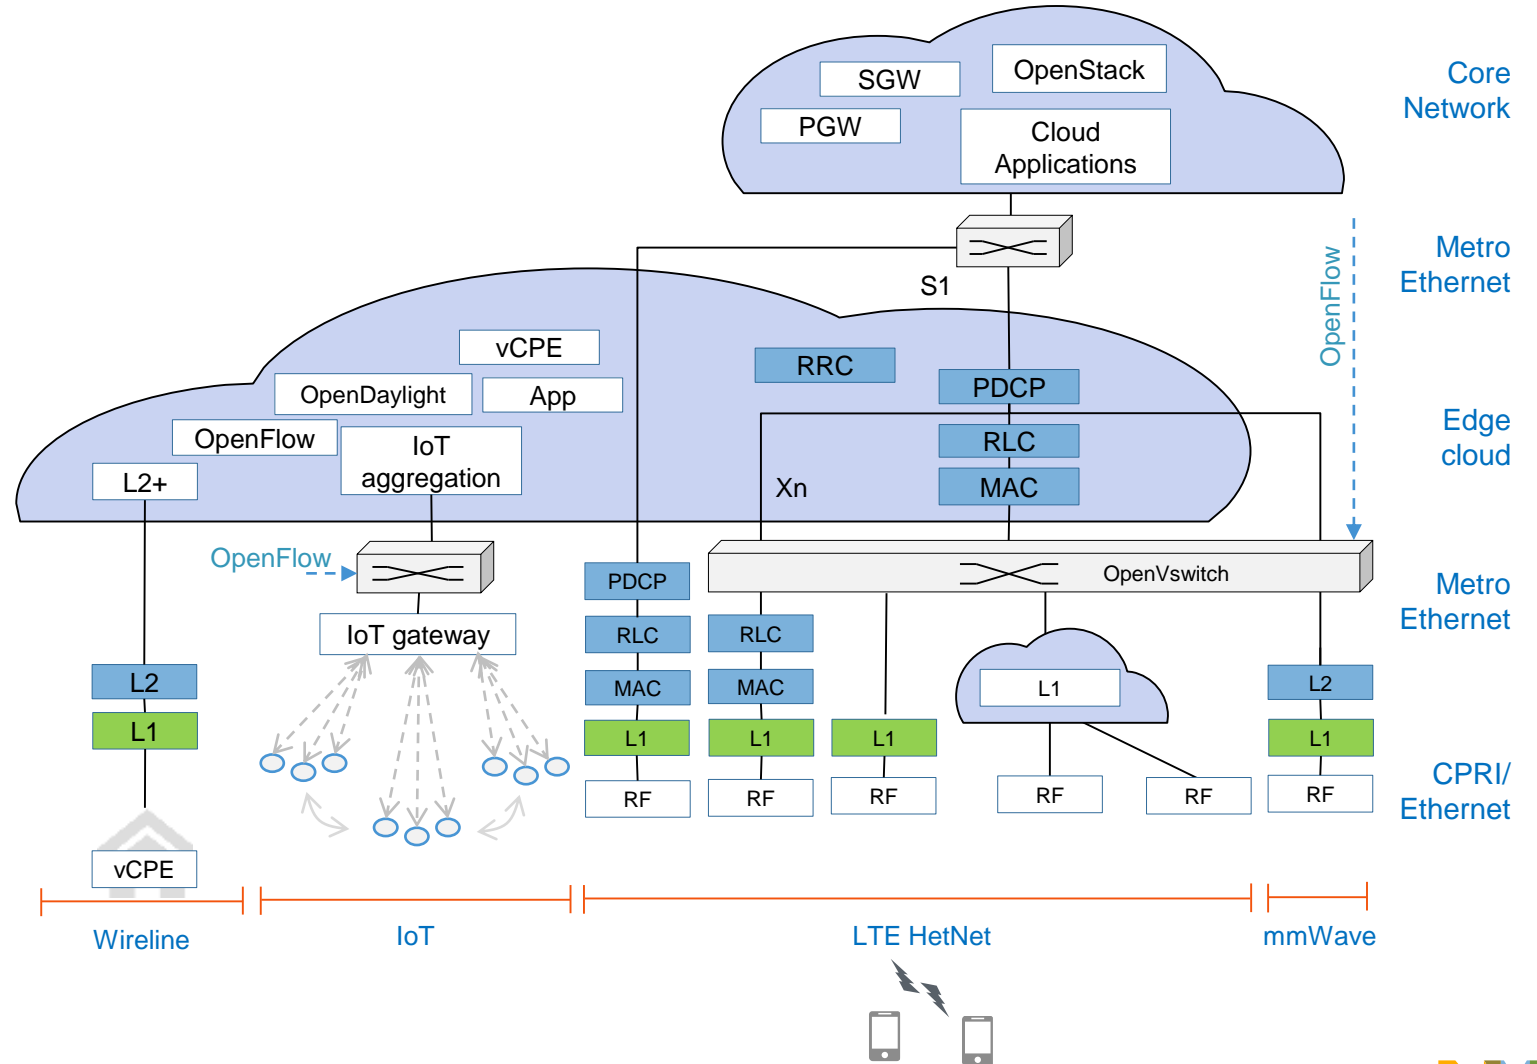 SGW
OpenStack
PGW
Cloud
Applications
Core
Network
S1
OpenFlow
Metro
Ethernet
vCPE
RRC
OpenDaylight
App
PDCP
OpenFlow
IoT
aggregation
RLC
L2+
Xn
MAC
Edge
cloud
OpenFlow
OpenVswitch
Metro
Ethernet
IoT gateway
PDCP
RLC
RLC
L2
MAC
MAC
L1
L2
L1
L1
L1
L1
L1
RF
RF
RF
RF
RF
RF
CPRI/
Ethernet
vCPE
Wireline
IoT
LTE HetNet
mmWave